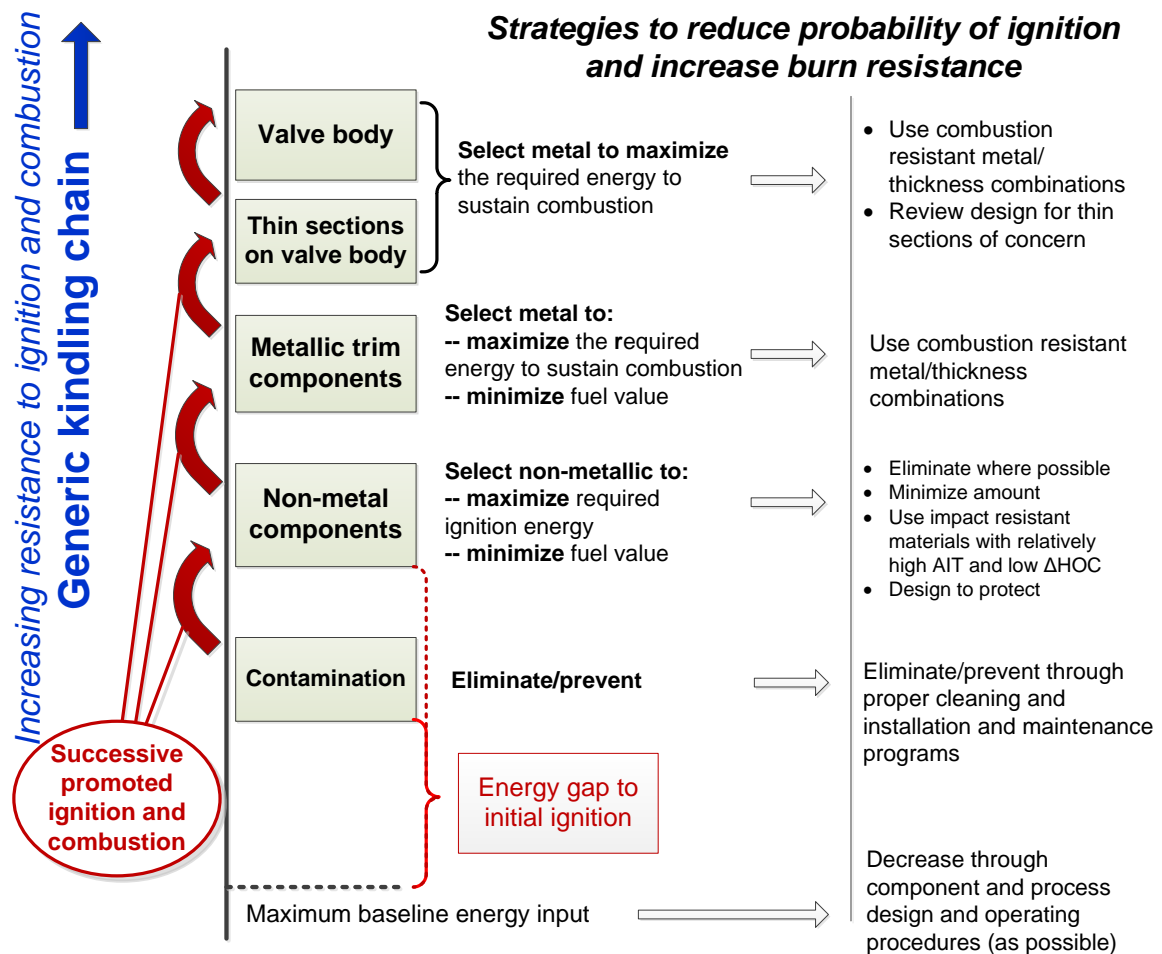 Strategies to reduce probability of ignition
and increase burn resistance
Increasing resistance to ignition and combustion
Generic kindling chain
Valve body
Thin sections
on valve body
Select metal to maximize
the required energy to
sustain combustion
• Use combustion
resistant metal/
thickness combinations
• Review design for thin
sections of concern
Metallic trim
components
Select metal to:
-- maximize the required
energy to sustain combustion
-- minimize fuel value
Use combustion resistant
metal/thickness
combinations
Non-metal
components
Select non-metallic to:
-- maximize required
ignition energy
-- minimize fuel value
• Eliminate where possible
• Minimize amount
• Use impact resistant
materials with relatively
high AIT and low ΔHOC
• Design to protect
Contamination
Eliminate/prevent
Eliminate/prevent through
proper cleaning and
installation and maintenance
programs
Successive
promoted
ignition and
combustion
Energy gap to
initial ignition
Maximum baseline energy input
Decrease through
component and process
design and operating
procedures (as possible)